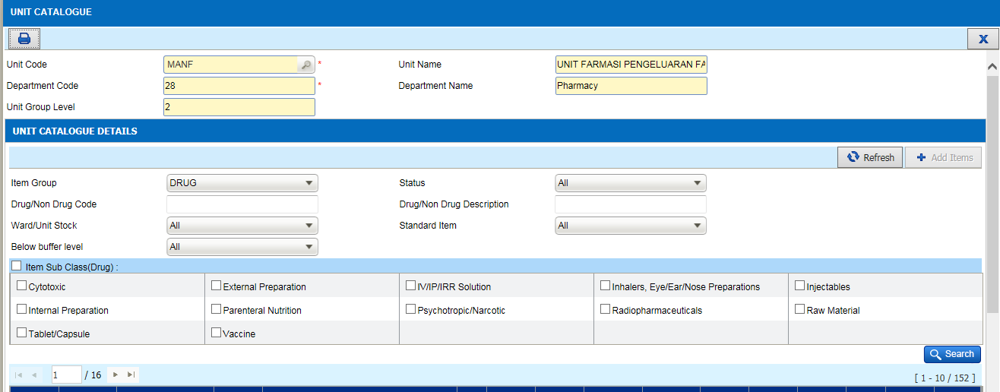 UNIT CATALOGUE
X
Unit Code MANF * Unit Name UNIT FARMASI PENGELUARAN FA
Department Code 28 * Department Name Pharmacy
Unit Group Level 2
UNIT CATALOGUE DETAILS
Refresh + Add Items
Item Group DRUG Status All
Drug/Non Drug Code Drug/Non Drug Description
Ward/Unit Stock All Standard Item All
Below buffer level All
Item Sub Class(Drug) :
Cytotoxic External Preparation IV/IP/IRR Solution Inhalers, Eye/Ear/Nose Preparations Injectables
Internal Preparation Parenteral Nutrition Psychotropic/Narcotic Radiopharmaceuticals Raw Material
Tablet/Capsule Vaccine
Search
1 / 16 [ 1 - 10 / 152 ]